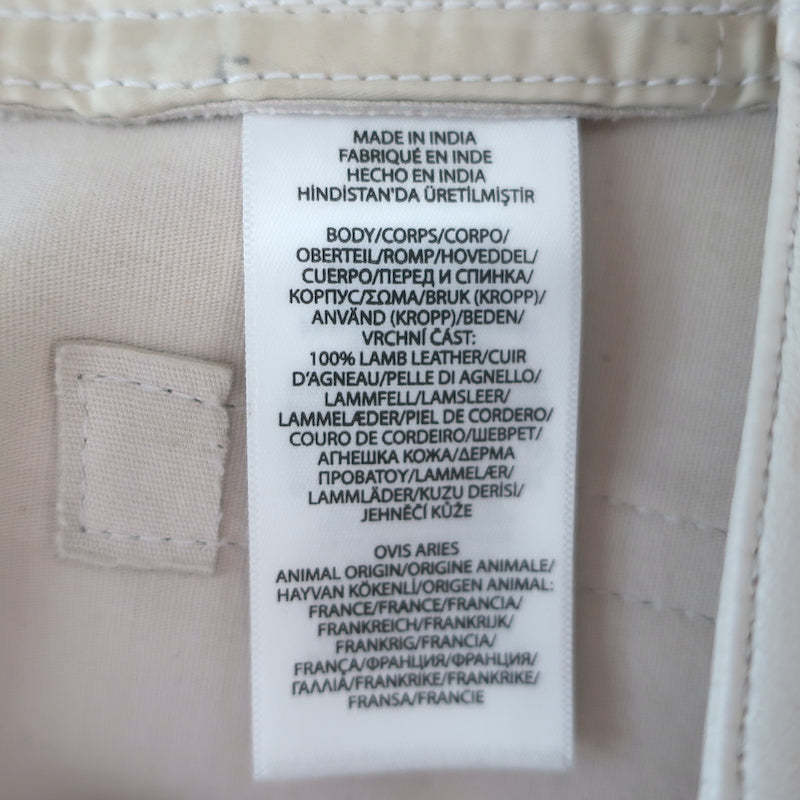 MADE IN INDIA
FABRIQUÉ EN INDE
HECHO EN INDIA
HİNDİSTAN'DA ÜRETİLMİŞTİR
BODY/CORPS/CORPO/
OBERTEIL/ROMP/HOVEDDEL/
CUERPO/ПЕРЕД И СПИНКА/
КОРПУС/ΣΩΜΑ/BRUK (KROPP)/
ANVÄND (KROPP)/BEDEN/
VRCHNÍ ČÁST:
100% LAMB LEATHER/CUIR
D'AGNEAU/PELLE DI AGNELLO/
LAMMFELL/LAMSLEER/
LAMMELÆDER/PIEL DE CORDERO/
COURO DE CORDEIRO/ШЕВРЕТ/
АГНЕШКА КОЖА/ΔΕΡΜΑ
ΠΡΟΒΑΤΟΥ/LAMMELÆR/
LAMMLÄDER/KUZU DERİSİ/
JEHNĚČÍ KŮŽE
OVIS ARIES
ANIMAL ORIGIN/ORIGINE ANIMALE/
HAYVAN KÖKENLİ/ORIGEN ANIMAL:
FRANCE/FRANCE/FRANCIA/
FRANKREICH/FRANKRIJK/
FRANKRIG/FRANCIA/
FRANÇA/ФРАНЦИЯ/ФРАНЦИЯ/
ΓΑΛΛΙΑ/FRANKRIKE/FRANKRIKE/
FRANSA/FRANCIE